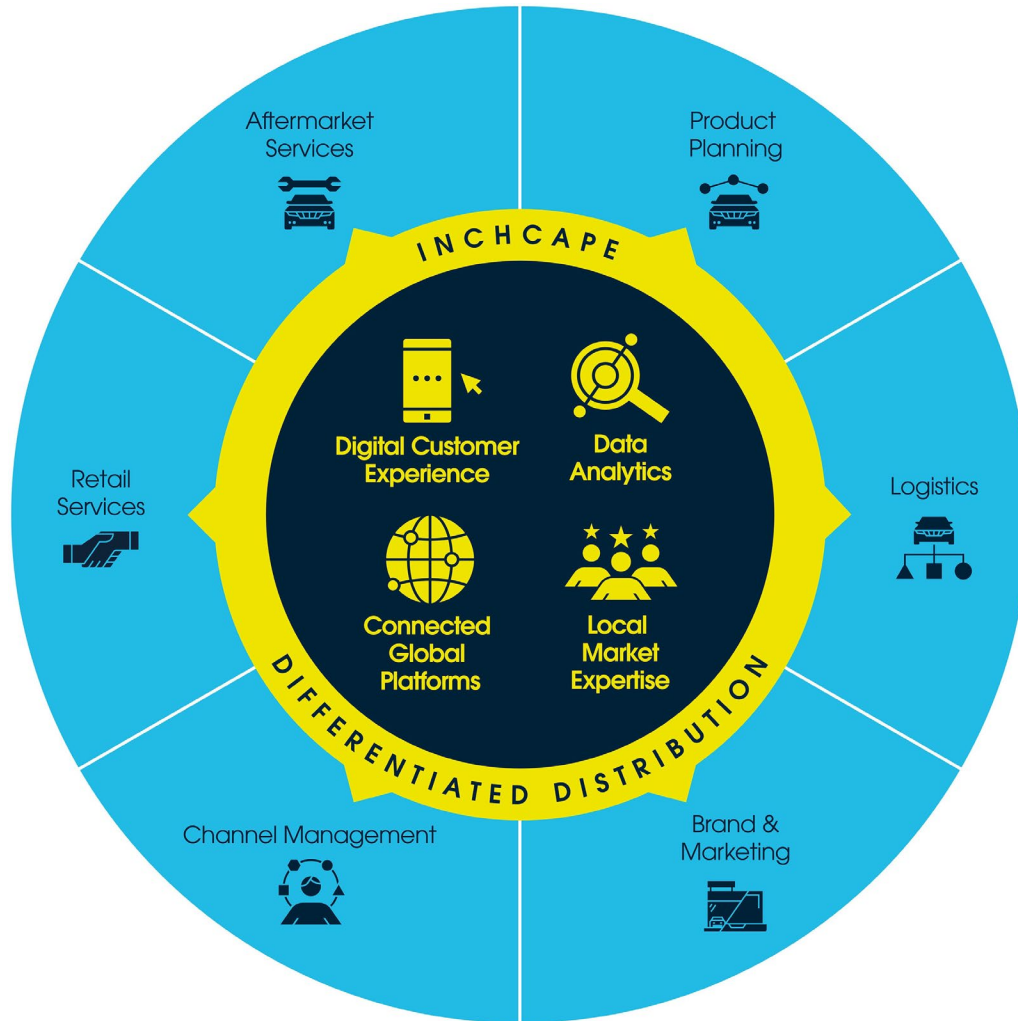 Aftermarket
Services
Product
Planning
INCHCAPE
Digital Customer
Experience
Data
Analytics
Retail
Services
Logistics
Connected
Global
Platforms
Local
Market
Expertise
DIFFERENTIATED DISTRIBUTION
Channel Management
Brand &
Marketing